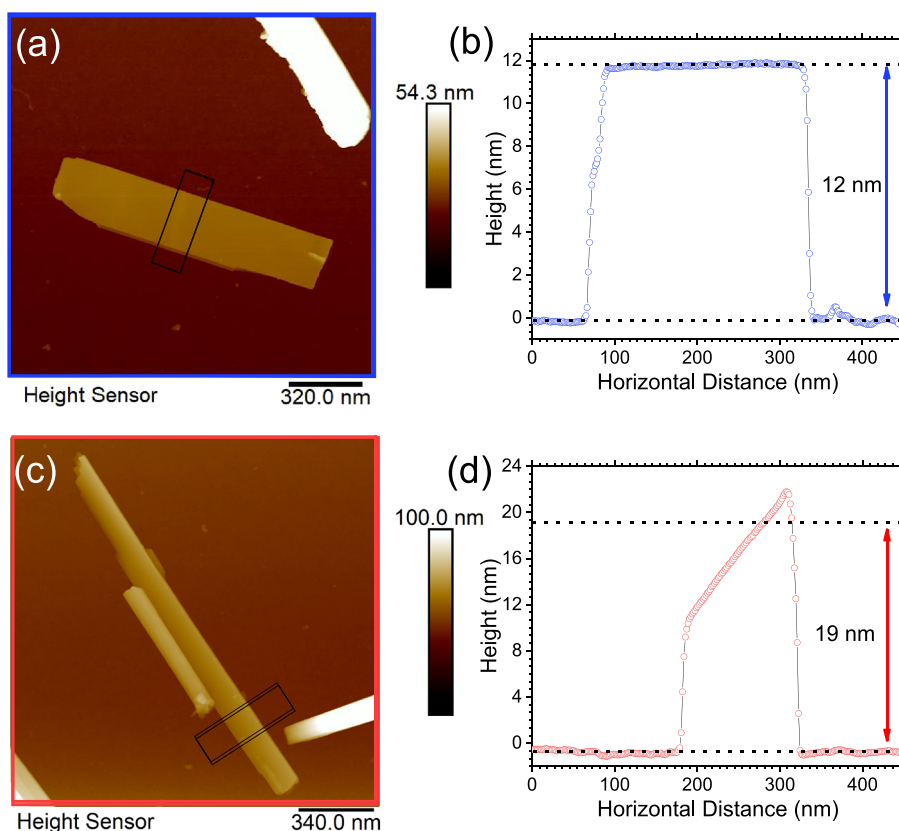 (a)
54.3 nm
Height Sensor
320.0 nm
(b)
12
10
8
6
4
2
0
Height (nm)
12 nm
0
100
200
300
400
Horizontal Distance (nm)
(c)
100.0 nm
Height Sensor
340.0 nm
(d)
24
20
16
12
8
4
0
Height (nm)
19 nm
0
100
200
300
400
Horizontal Distance (nm)